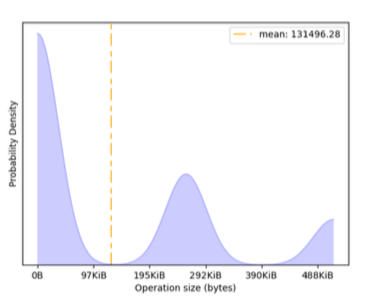 mean: 131496.28
Probability Density
0B 97KiB 195KiB 292KiB 390KiB 488KiB
Operation size (bytes)